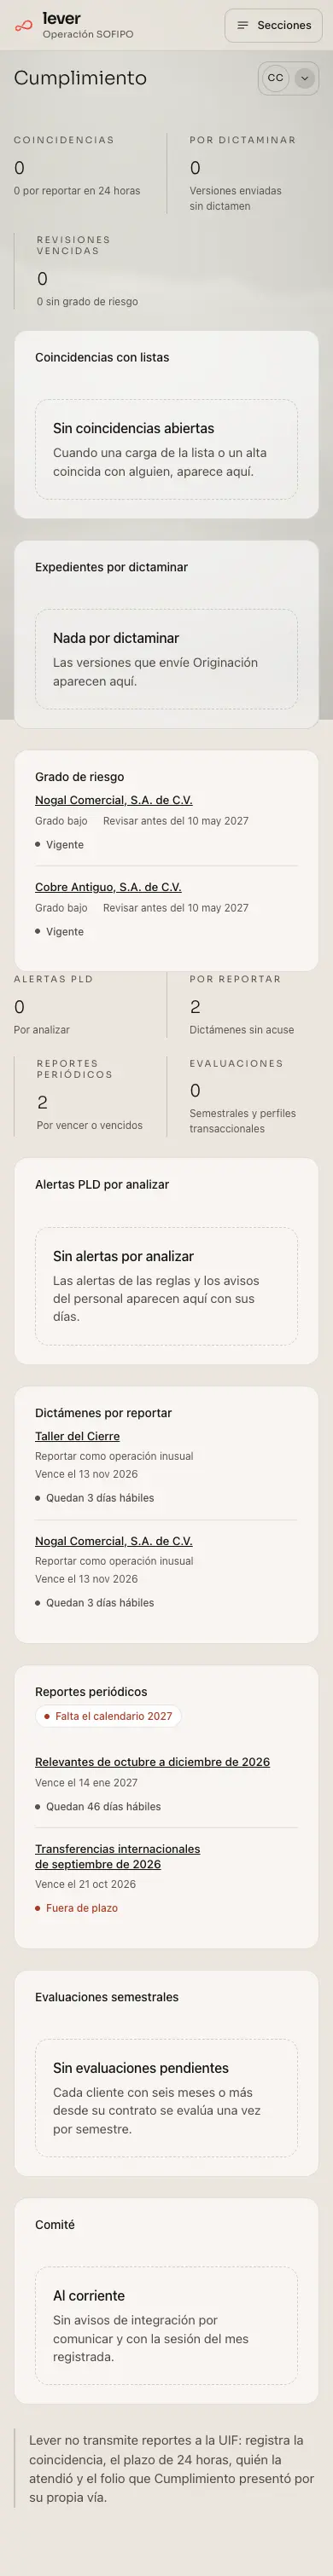 lever
Operación SOFIPO
Secciones
Cumplimiento
CC
COINCIDENCIAS
0
0 por reportar en 24 horas
POR DICTAMINAR
0
Versiones enviadas
sin dictamen
REVISIONES
VENCIDAS
0
0 sin grado de riesgo
Coincidencias con listas
Sin coincidencias abiertas
Cuando una carga de la lista o un alta
coincida con alguien, aparece aquí.
Expedientes por dictaminar
Nada por dictaminar
Las versiones que envíe Originación
aparecen aquí.
Grado de riesgo
Nogal Comercial, S.A. de C.V.
Grado bajo Revisar antes del 10 may 2027
Vigente
Cobre Antiguo, S.A. de C.V.
Grado bajo Revisar antes del 10 may 2027
Vigente
ALERTAS PLD
0
Por analizar
POR REPORTAR
2
Dictámenes sin acuse
REPORTES
PERIÓDICOS
2
Por vencer o vencidos
EVALUACIONES
0
Semestrales y perfiles
transaccionales
Alertas PLD por analizar
Sin alertas por analizar
Las alertas de las reglas y los avisos
del personal aparecen aquí con sus
días.
Dictámenes por reportar
Taller del Cierre
Reportar como operación inusual
Vence el 13 nov 2026
Quedan 3 días hábiles
Nogal Comercial, S.A. de C.V.
Reportar como operación inusual
Vence el 13 nov 2026
Quedan 3 días hábiles
Reportes periódicos
Falta el calendario 2027
Relevantes de octubre a diciembre de 2026
Vence el 14 ene 2027
Quedan 46 días hábiles
Transferencias internacionales
de septiembre de 2026
Vence el 21 oct 2026
Fuera de plazo
Evaluaciones semestrales
Sin evaluaciones pendientes
Cada cliente con seis meses o más
desde su contrato se evalúa una vez
por semestre.
Comité
Al corriente
Sin avisos de integración por
comunicar y con la sesión del mes
registrada.
Lever no transmite reportes a la UIF: registra la
coincidencia, el plazo de 24 horas, quién la
atendió y el folio que Cumplimiento presentó por
su propia vía.